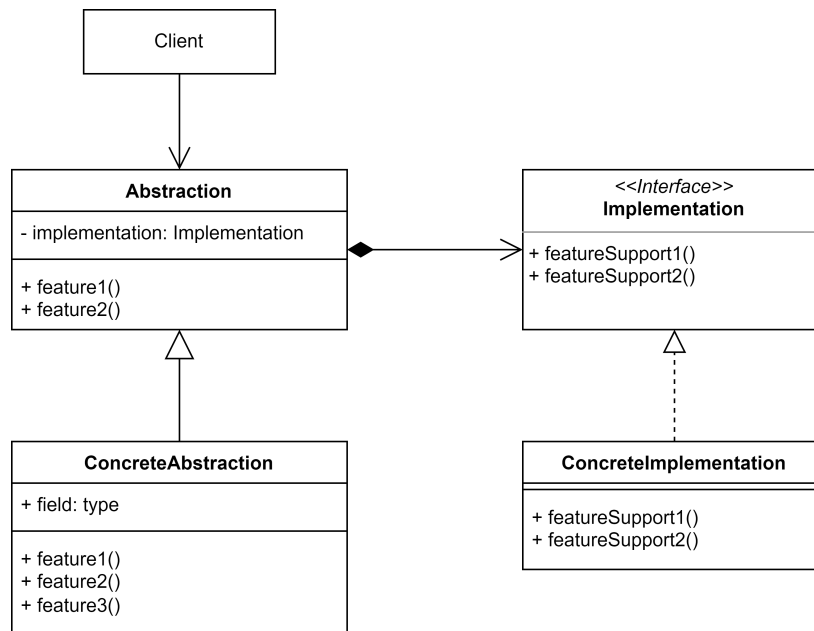 Client
Abstraction
- implementation: Implementation
+ feature1()
+ feature2()
<<Interface>>
Implementation
+ featureSupport1()
+ featureSupport2()
ConcreteAbstraction
+ field: type
+ feature1()
+ feature2()
+ feature3()
ConcreteImplementation
+ featureSupport1()
+ featureSupport2()